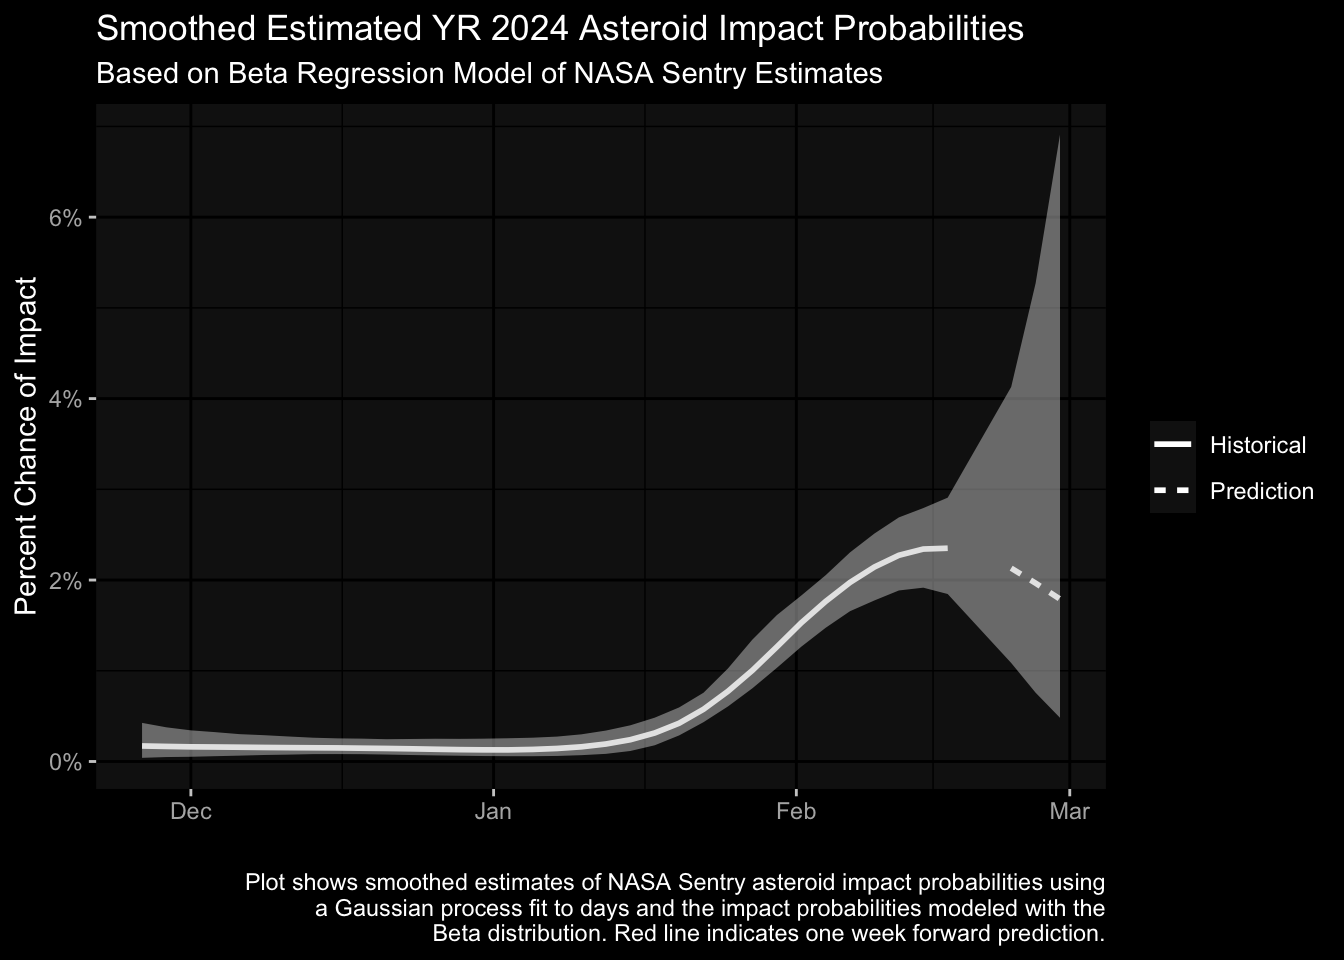 Smoothed Estimated YR 2024 Asteroid Impact Probabilities
Based on Beta Regression Model of NASA Sentry Estimates
Percent Chance of Impact
6%
4%
2%
0%
Dec
Jan
Feb
Mar
Historical
Prediction
Plot shows smoothed estimates of NASA Sentry asteroid impact probabilities using
a Gaussian process fit to days and the impact probabilities modeled with the
Beta distribution. Red line indicates one week forward prediction.